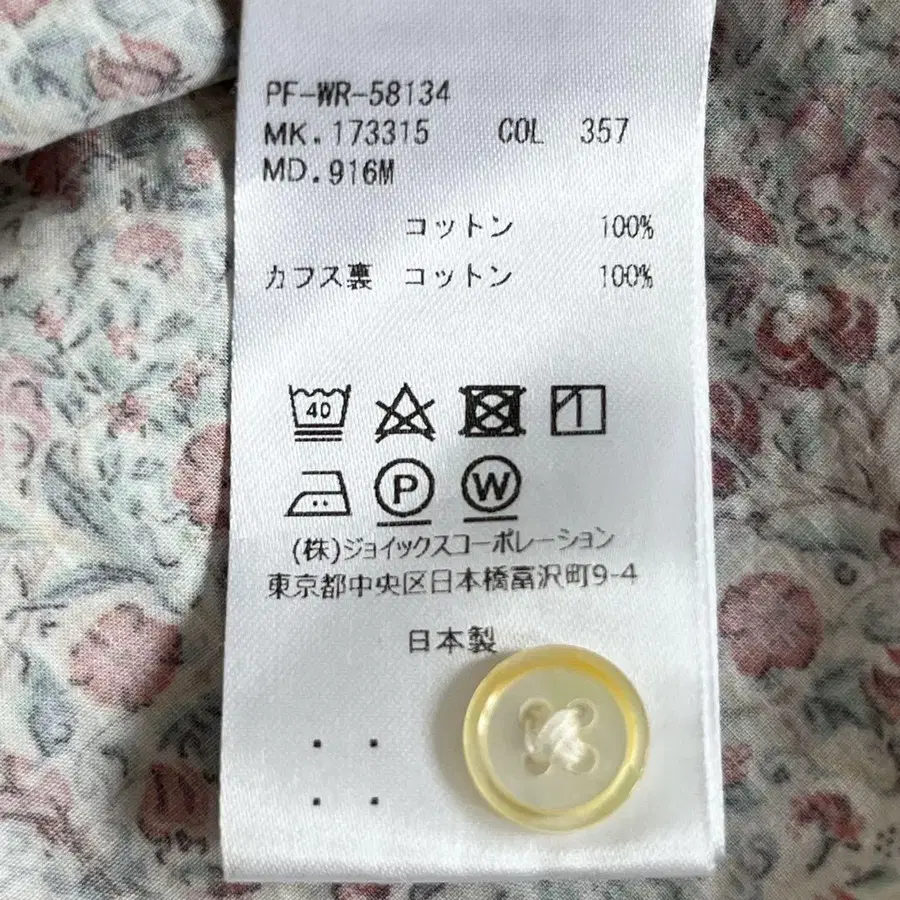 PF-WR-58134
MK.173315 COL 357
MD.916M
コットン 100%
カフス裏 コットン 100%
40
P W
(株)ジョイックスコーポレーション
東京都中央区日本橋富沢町9-4
日本製